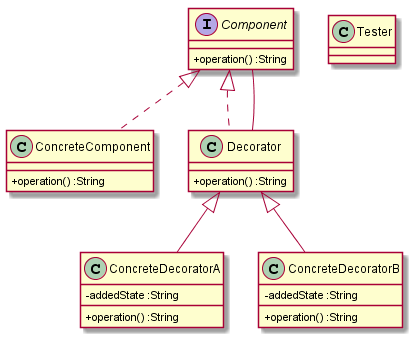 I Component
+operation() :String
C Tester
C ConcreteComponent
+operation() :String
C Decorator
+operation() :String
C ConcreteDecoratorA
-addedState :String
+operation() :String
C ConcreteDecoratorB
-addedState :String
+operation() :String